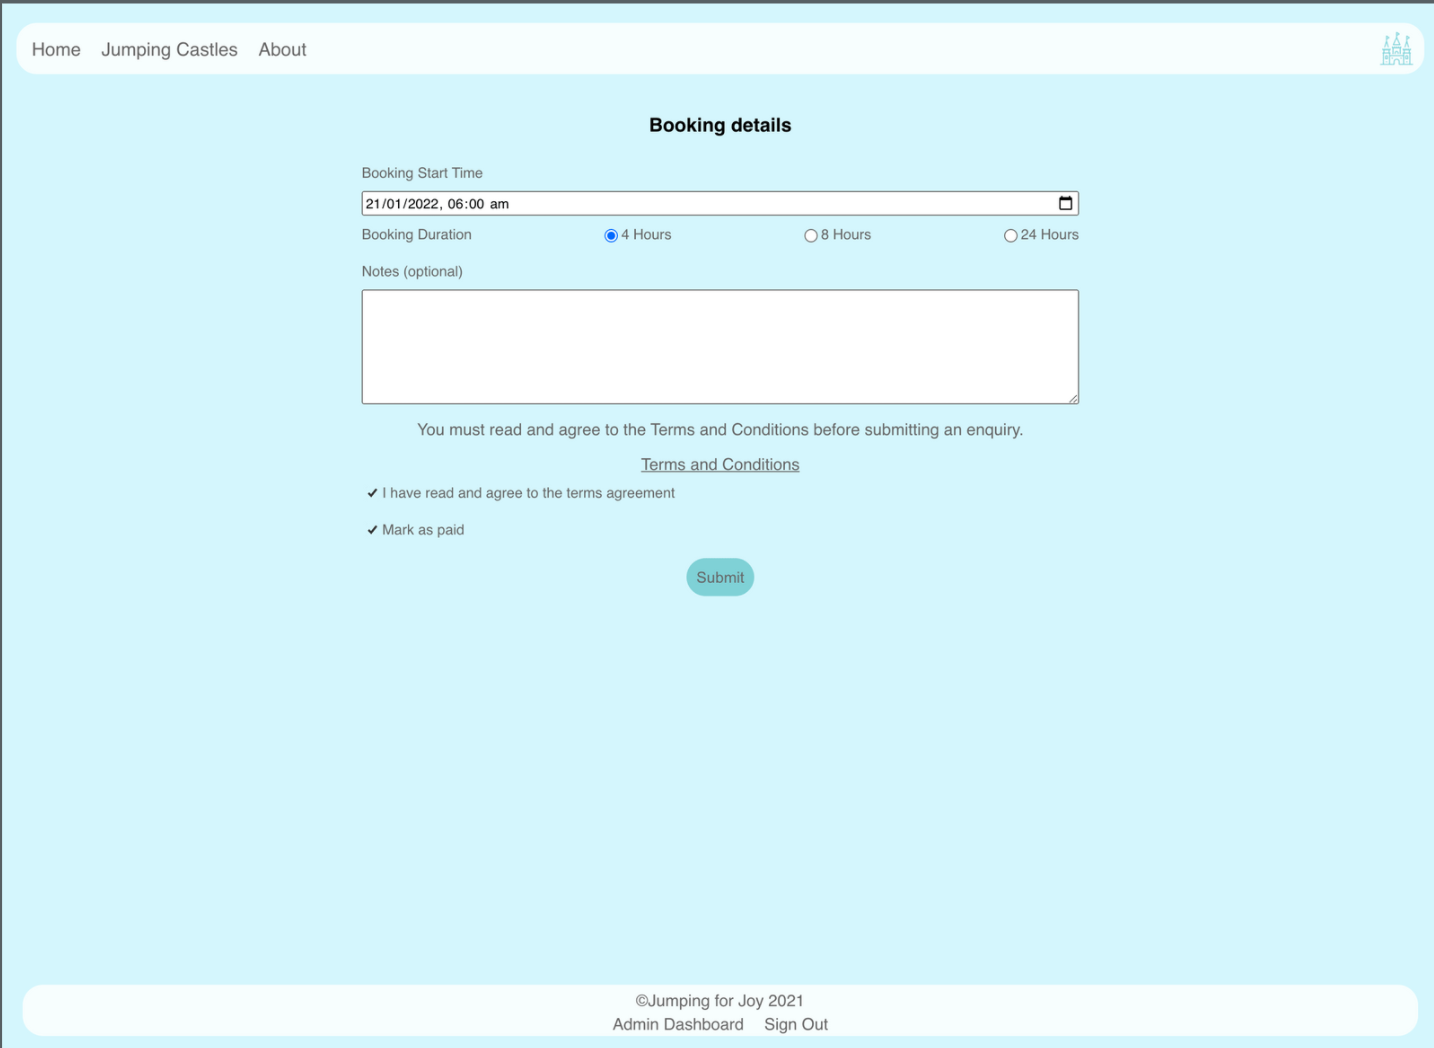 Home Jumping Castles About
Booking details
Booking Start Time
21/01/2022, 06:00 am
Booking Duration 4 Hours 8 Hours 24 Hours
Notes (optional)
You must read and agree to the Terms and Conditions before submitting an enquiry.
Terms and Conditions
I have read and agree to the terms agreement
Mark as paid
Submit
©Jumping for Joy 2021
Admin Dashboard Sign Out